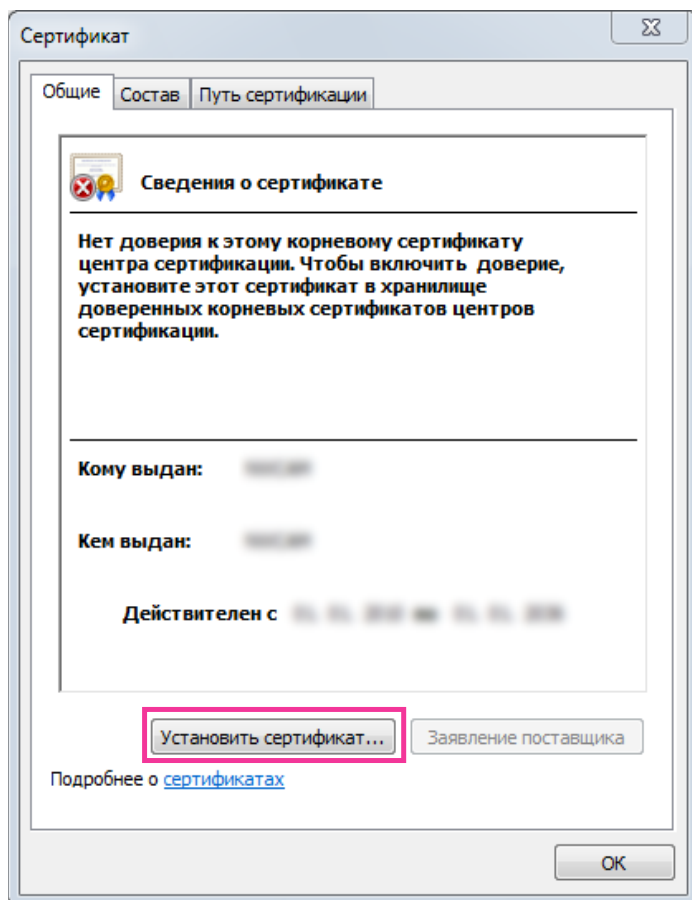 Сертификат
Общие Состав Путь сертификации
Сведения о сертификате
Нет доверия к этому корневому сертификату
центра сертификации. Чтобы включить доверие,
установите этот сертификат в хранилище
доверенных корневых сертификатов центров
сертификации.
Кому выдан:
Кем выдан:
Действителен с
Установить сертификат... Заявление поставщика
Подробнее о сертификатах
ОК